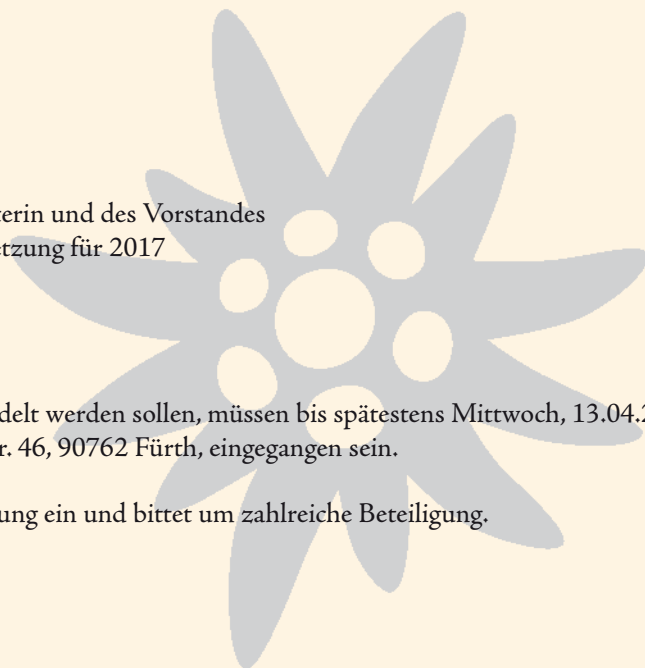 terin und des Vorstandes
etzung für 2017
delt werden sollen, müssen bis spätestens Mittwoch, 13.04.2
r. 46, 90762 Fürth, eingegangen sein.
ung ein und bittet um zahlreiche Beteiligung.